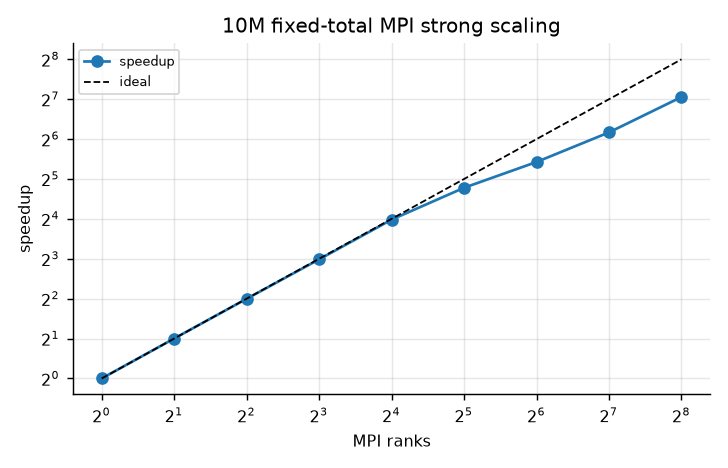 10M fixed-total MPI strong scaling
speedup
ideal
2⁸
2⁷
2⁶
2⁵
2⁴
2³
2²
2¹
2⁰
speedup
2⁰ 2¹ 2² 2³ 2⁴ 2⁵ 2⁶ 2⁷ 2⁸
MPI ranks